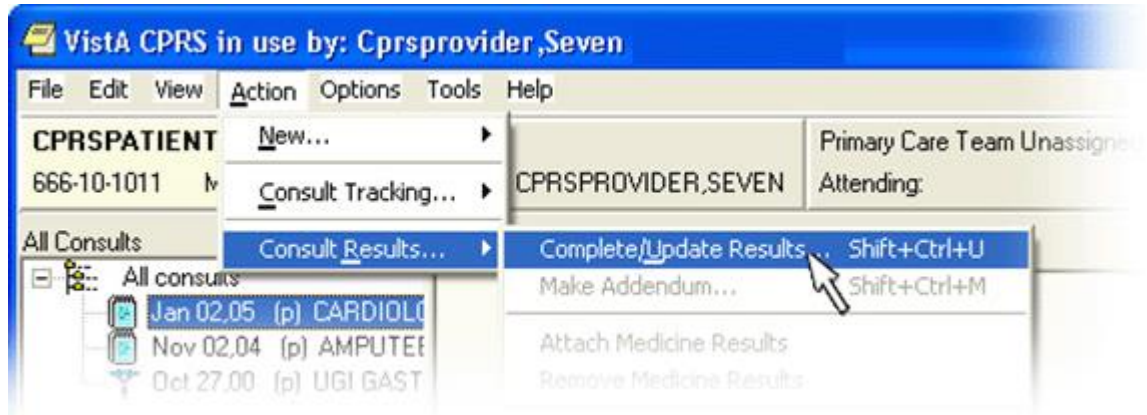 VistA CPRS in use by: Cprsprovider,Seven
File Edit View Action Options Tools Help
CPRSPATIENT New... Primary Care Team Unassigned
666-10-1011 Consult Tracking... CPRSPROVIDER,SEVEN Attending:
All Consults Consult Results... Complete/Update Results... Shift+Ctrl+U
All consults Make Addendum... Shift+Ctrl+M
Jan 02,05 (p) CARDIOLO
Nov 02,04 (p) AMPUTEE Attach Medicine Results
Oct 27,00 (p) UGI GAST Remove Medicine Results